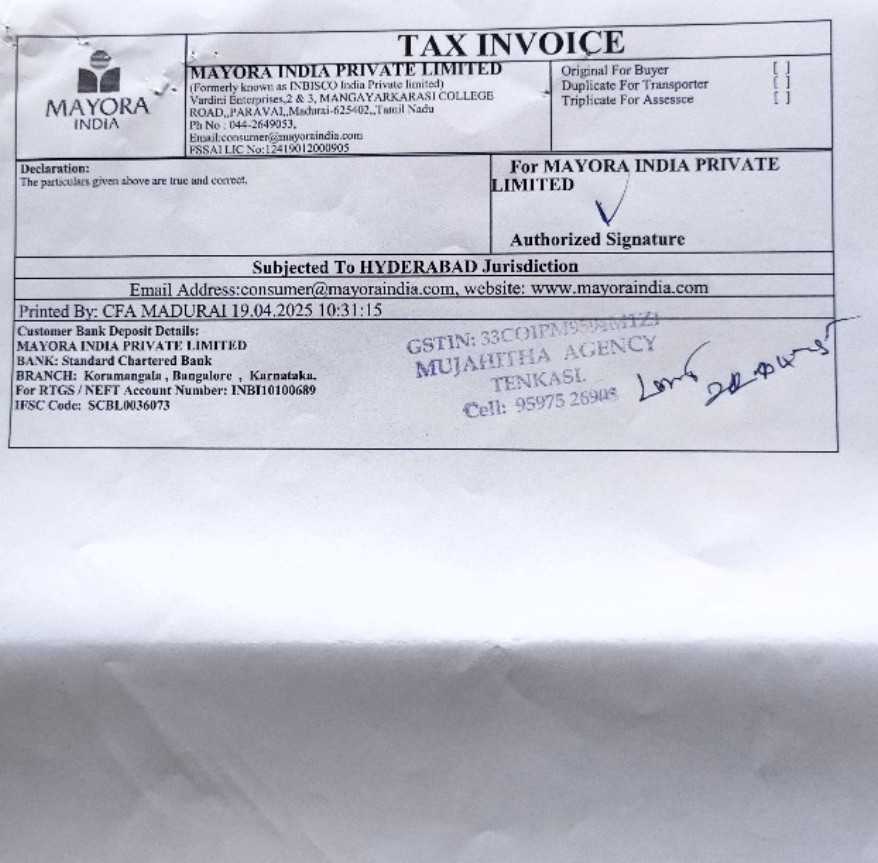 TAX INVOICE
MAYORA
INDIA
MAYORA INDIA PRIVATE LIMITED
(Formerly known as INBISCO India Private limited)
Vardini Enterprises,2 & 3, MANGAYARKARASI COLLEGE
ROAD,,PARAVAI,,Madurai-625402,,Tamil Nadu
Ph No : 044-2649053,
Email:consumer@mayoraindia.com
FSSAI LIC No:12419012000905
Original For Buyer [ ]
Duplicate For Transporter [ ]
Triplicate For Assessce [ ]
Declaration:
The particulars given above are true and correct.
For MAYORA INDIA PRIVATE
LIMITED
Authorized Signature
Subjected To HYDERABAD Jurisdiction
Email Address:consumer@mayoraindia.com, website: www.mayoraindia.com
Printed By: CFA MADURAI 19.04.2025 10:31:15
Customer Bank Deposit Details:
MAYORA INDIA PRIVATE LIMITED
BANK: Standard Chartered Bank
BRANCH: Koramangala , Bangalore , Karnataka.
For RTGS / NEFT Account Number: INBI10100689
IFSC Code: SCBL0036073
GSTIN:
MUJAHITHA AGENCY
TENKASI.
Cell: 95975 26908